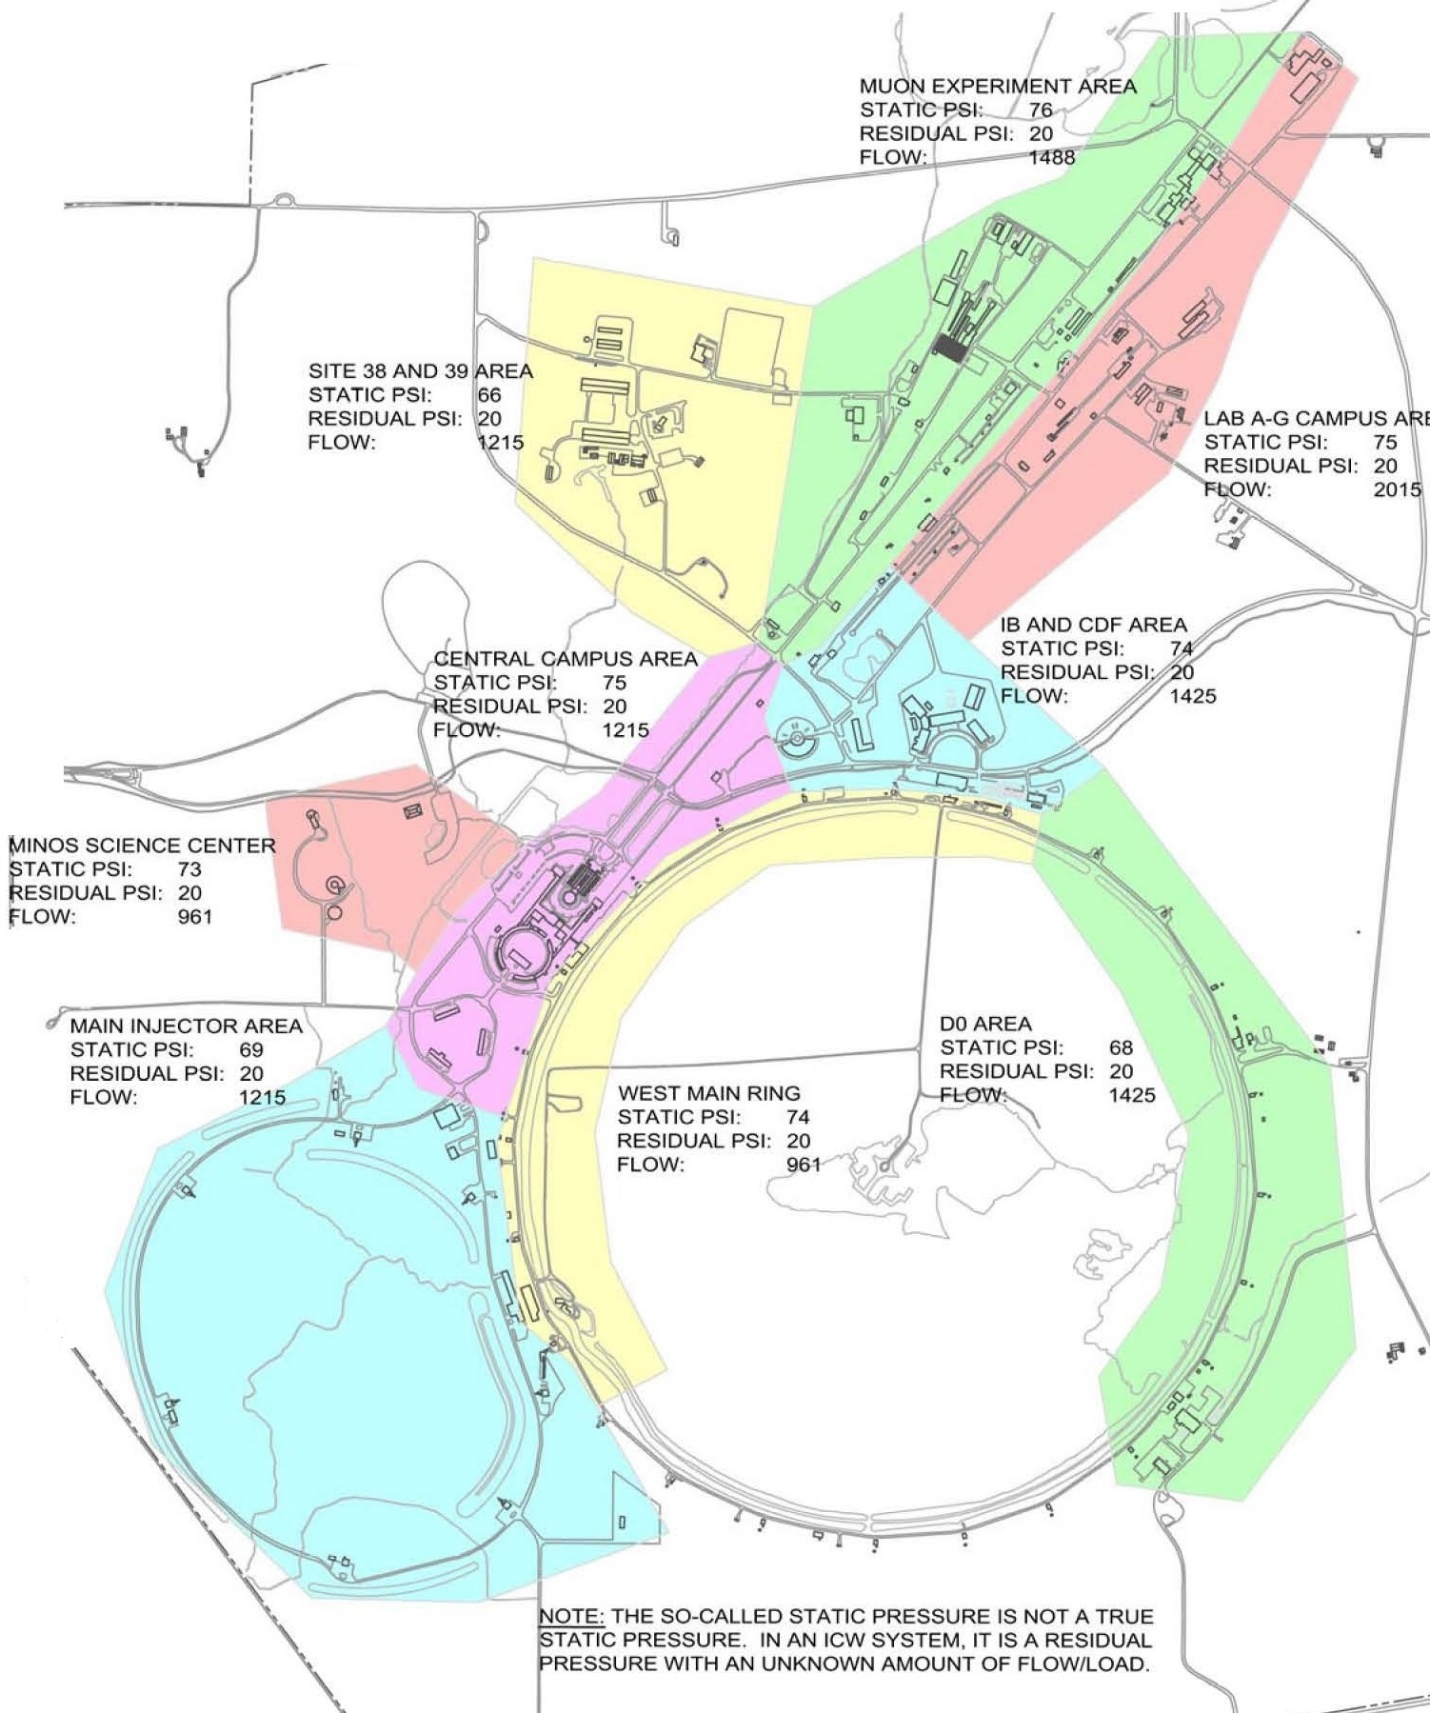 MUON EXPERIMENT AREA
STATIC PSI: 76
RESIDUAL PSI: 20
FLOW: 1488
SITE 38 AND 39 AREA
STATIC PSI: 66
RESIDUAL PSI: 20
FLOW: 1215
LAB A-G CAMPUS ARE
STATIC PSI: 75
RESIDUAL PSI: 20
FLOW: 2015
IB AND CDF AREA
STATIC PSI: 74
RESIDUAL PSI: 20
FLOW: 1425
CENTRAL CAMPUS AREA
STATIC PSI: 75
RESIDUAL PSI: 20
FLOW: 1215
MINOS SCIENCE CENTER
STATIC PSI: 73
RESIDUAL PSI: 20
FLOW: 961
MAIN INJECTOR AREA
STATIC PSI: 69
RESIDUAL PSI: 20
FLOW: 1215
D0 AREA
STATIC PSI: 68
RESIDUAL PSI: 20
FLOW: 1425
WEST MAIN RING
STATIC PSI: 74
RESIDUAL PSI: 20
FLOW: 961
NOTE: THE SO-CALLED STATIC PRESSURE IS NOT A TRUE
STATIC PRESSURE. IN AN ICW SYSTEM, IT IS A RESIDUAL
PRESSURE WITH AN UNKNOWN AMOUNT OF FLOW/LOAD.